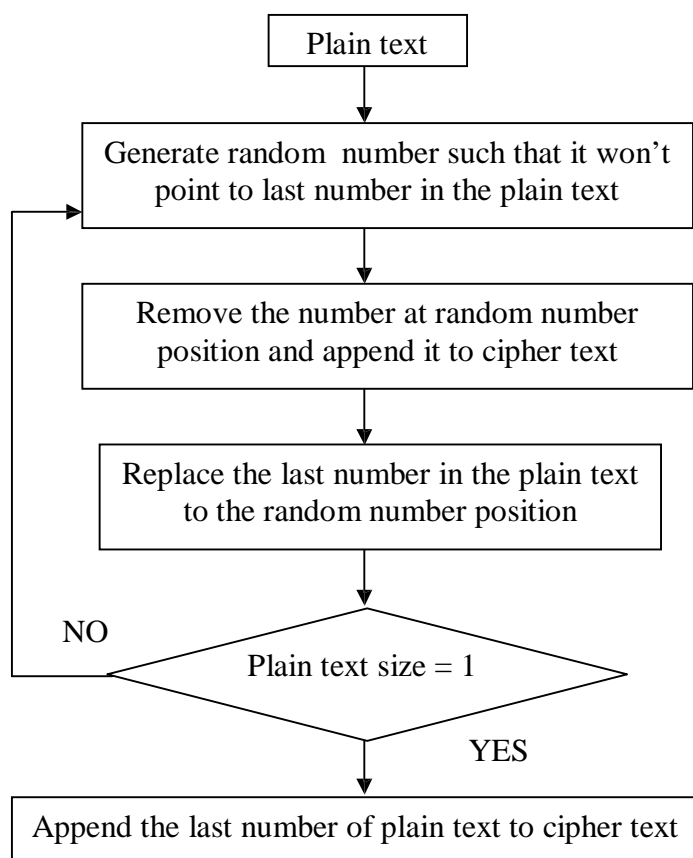 Plain text
Generate random number such that it won’t
point to last number in the plain text
Remove the number at random number
position and append it to cipher text
Replace the last number in the plain text
to the random number position
NO
Plain text size = 1
YES
Append the last number of plain text to cipher text